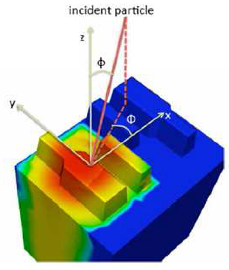 incident particle
z
ϕ
y
Φ
x